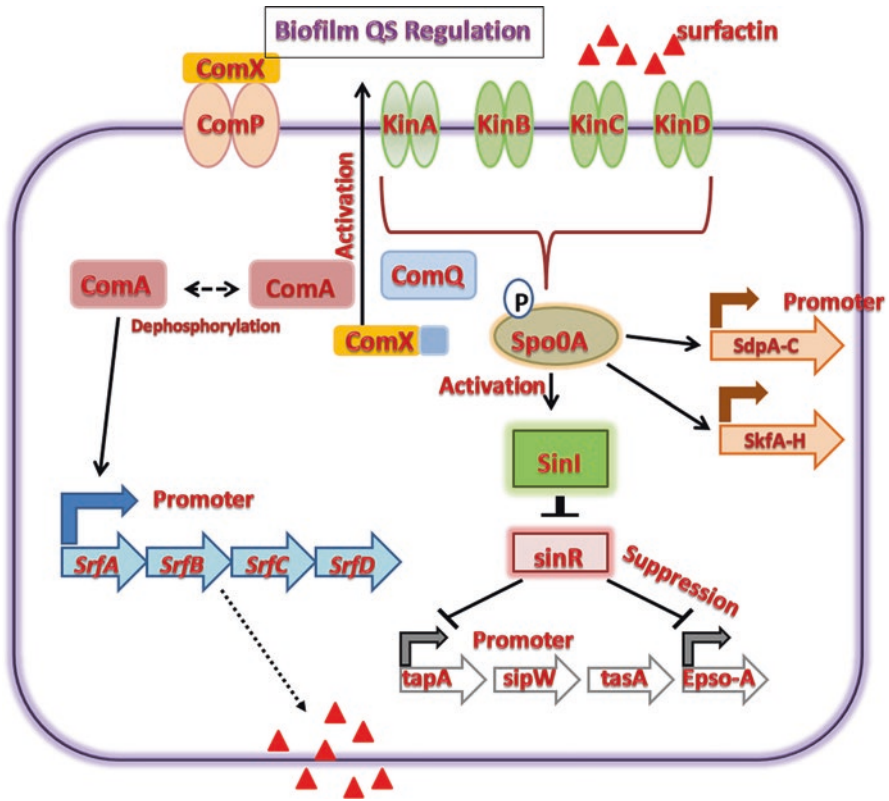 Biofilm QS Regulation
surfactin
ComX
ComP
KinA
KinB
KinC
KinD
Activation
ComA
ComA
ComQ
Dephosphorylation
ComX
P
Spo0A
Promoter
SdpA-C
Activation
SkfA-H
SinI
Promoter
SrfA
SrfB
SrfC
SrfD
sinR
Suppression
Promoter
tapA
sipW
tasA
Epso-A